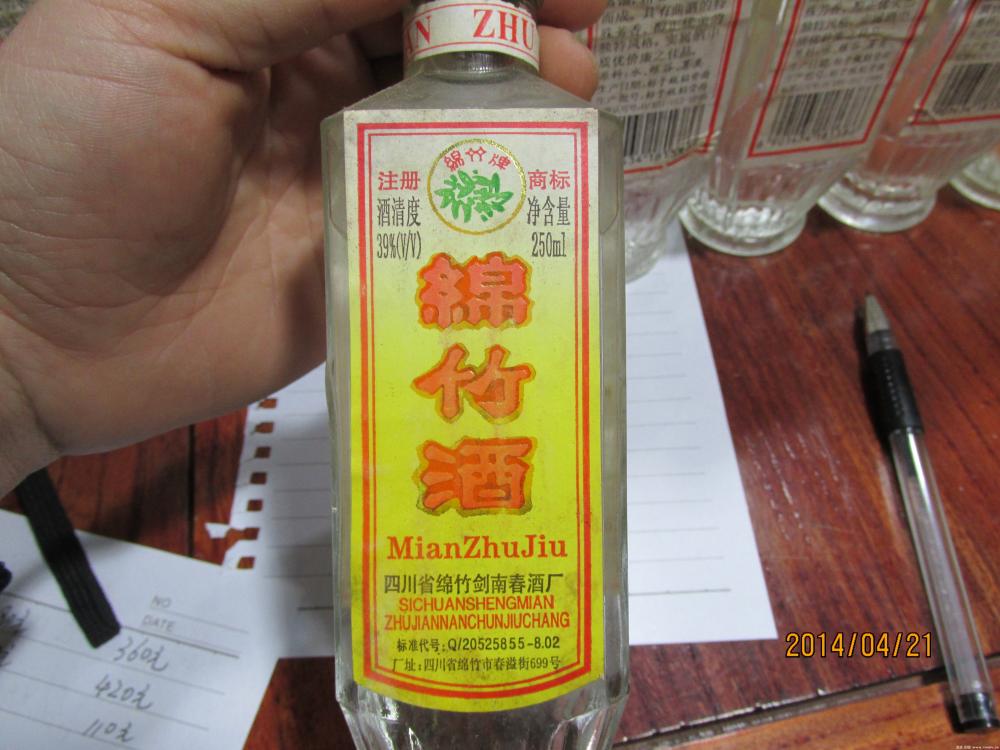 AN ZHU
綿竹牌
注册 商标
酒清度 净含量
39%(V/V) 250ml
綿
竹
酒
MianZhuJiu
四川省绵竹剑南春酒厂
SICHUANSHENGMIAN
ZHUJIANNANCHUNJIUCHANG
标准代号:Q/20525855-8.02
厂址:四川省绵竹市春溢街699号
NO
DATE
360元
420元
110元
2014/04/21